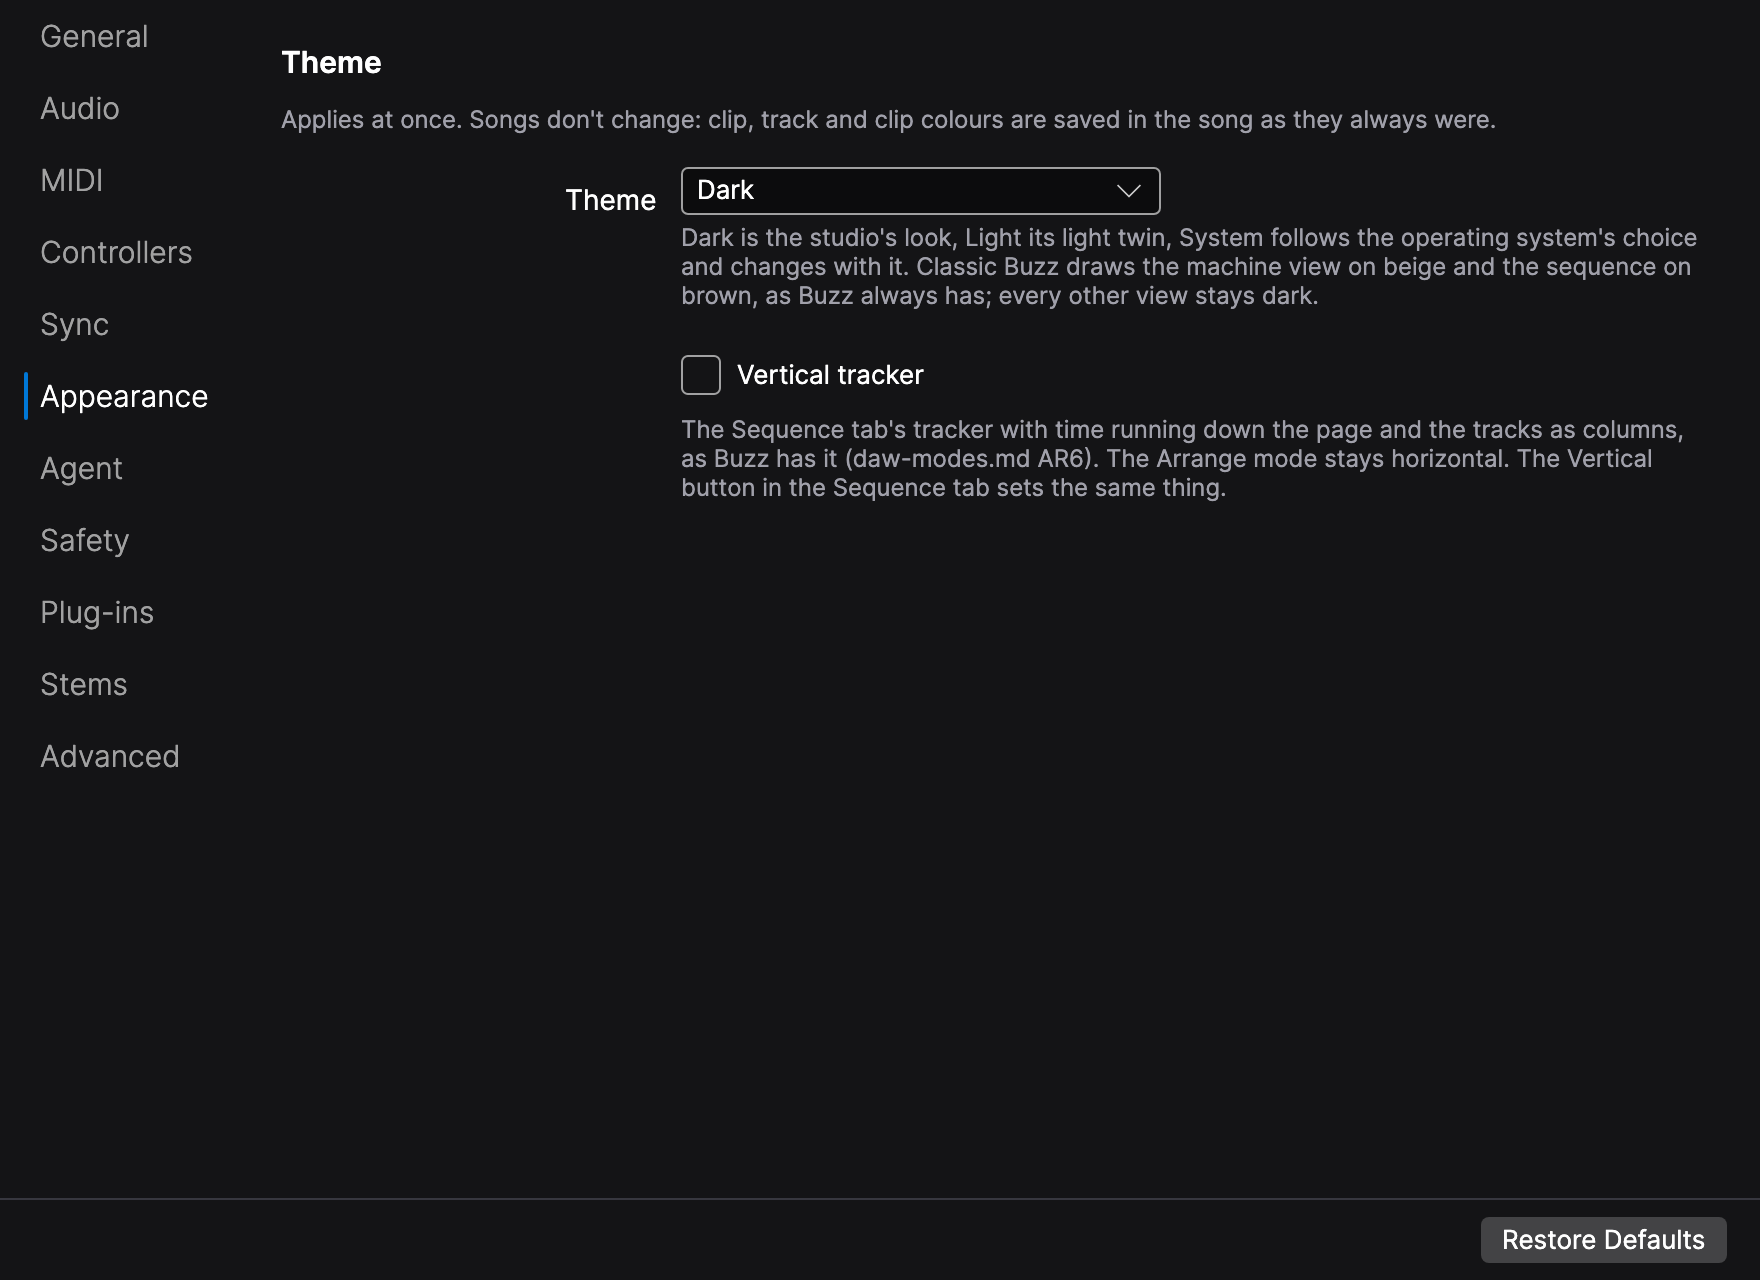 General
Audio
MIDI
Controllers
Sync
Appearance
Agent
Safety
Plug-ins
Stems
Advanced
Theme
Applies at once. Songs don't change: clip, track and clip colours are saved in the song as they always were.
Theme
Dark
Dark is the studio's look, Light its light twin, System follows the operating system's choice
and changes with it. Classic Buzz draws the machine view on beige and the sequence on
brown, as Buzz always has; every other view stays dark.
Vertical tracker
The Sequence tab's tracker with time running down the page and the tracks as columns,
as Buzz has it (daw-modes.md AR6). The Arrange mode stays horizontal. The Vertical
button in the Sequence tab sets the same thing.
Restore Defaults